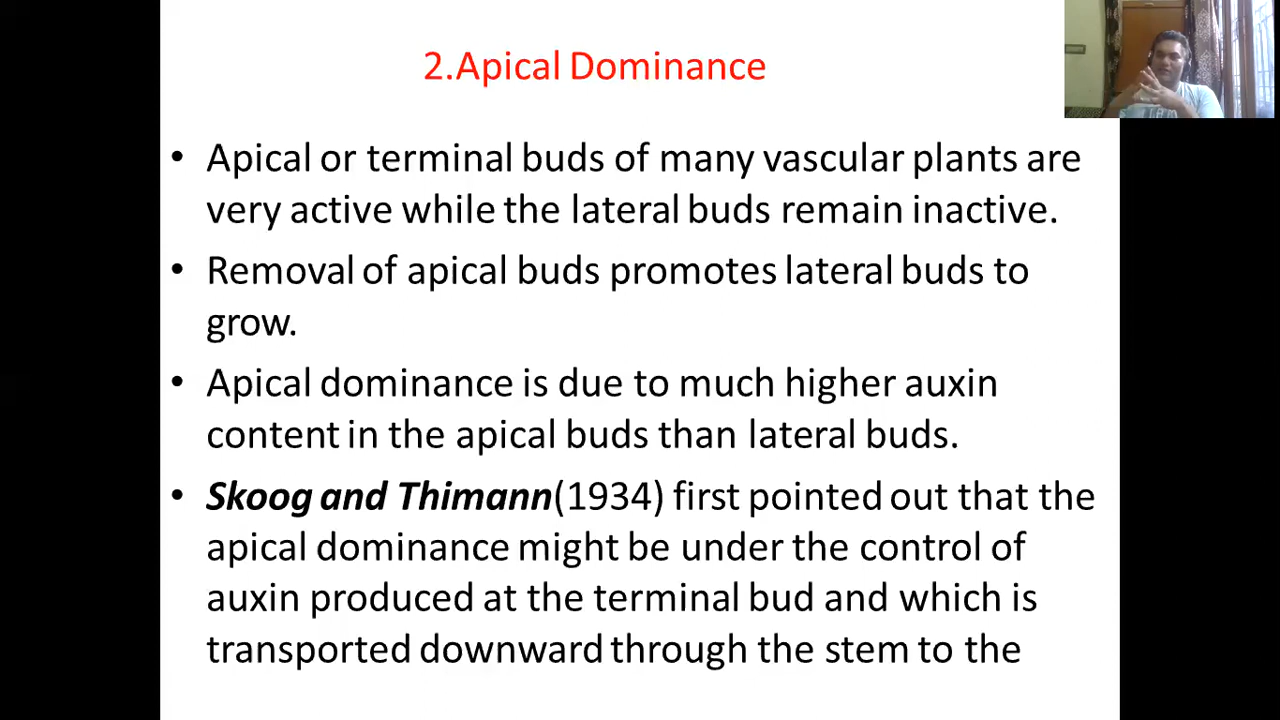 2.Apical Dominance
• Apical or terminal buds of many vascular plants are
very active while the lateral buds remain inactive.
• Removal of apical buds promotes lateral buds to
grow.
• Apical dominance is due to much higher auxin
content in the apical buds than lateral buds.
• Skoog and Thimann(1934) first pointed out that the
apical dominance might be under the control of
auxin produced at the terminal bud and which is
transported downward through the stem to the